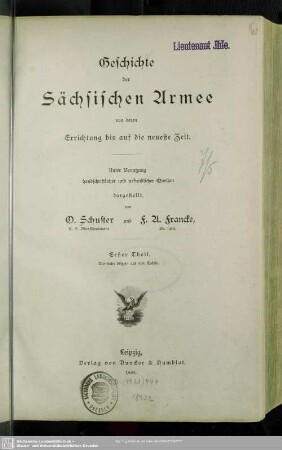 Lieutenant Ihle.
Geschichte
der
Sächsischen Armee
von deren
Errichtung bis auf die neueste Zeit.
Unter Benutzung
handschriftlicher und urkundlicher Quellen
dargestellt
von
O. Schuster und F. A. Francke,
Erster Theil.
Leipzig,
Verlag von Duncker & Humblot.